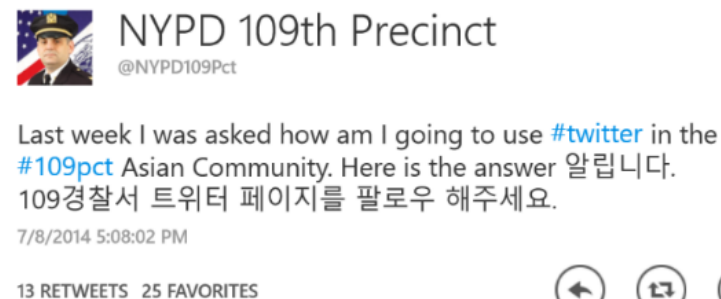 NYPD 109th Precinct
@NYPD109Pct
Last week I was asked how am I going to use #twitter in the
#109pct Asian Community. Here is the answer 알립니다.
109경찰서 트위터 페이지를 팔로우 해주세요.
7/8/2014 5:08:02 PM
13 RETWEETS 25 FAVORITES